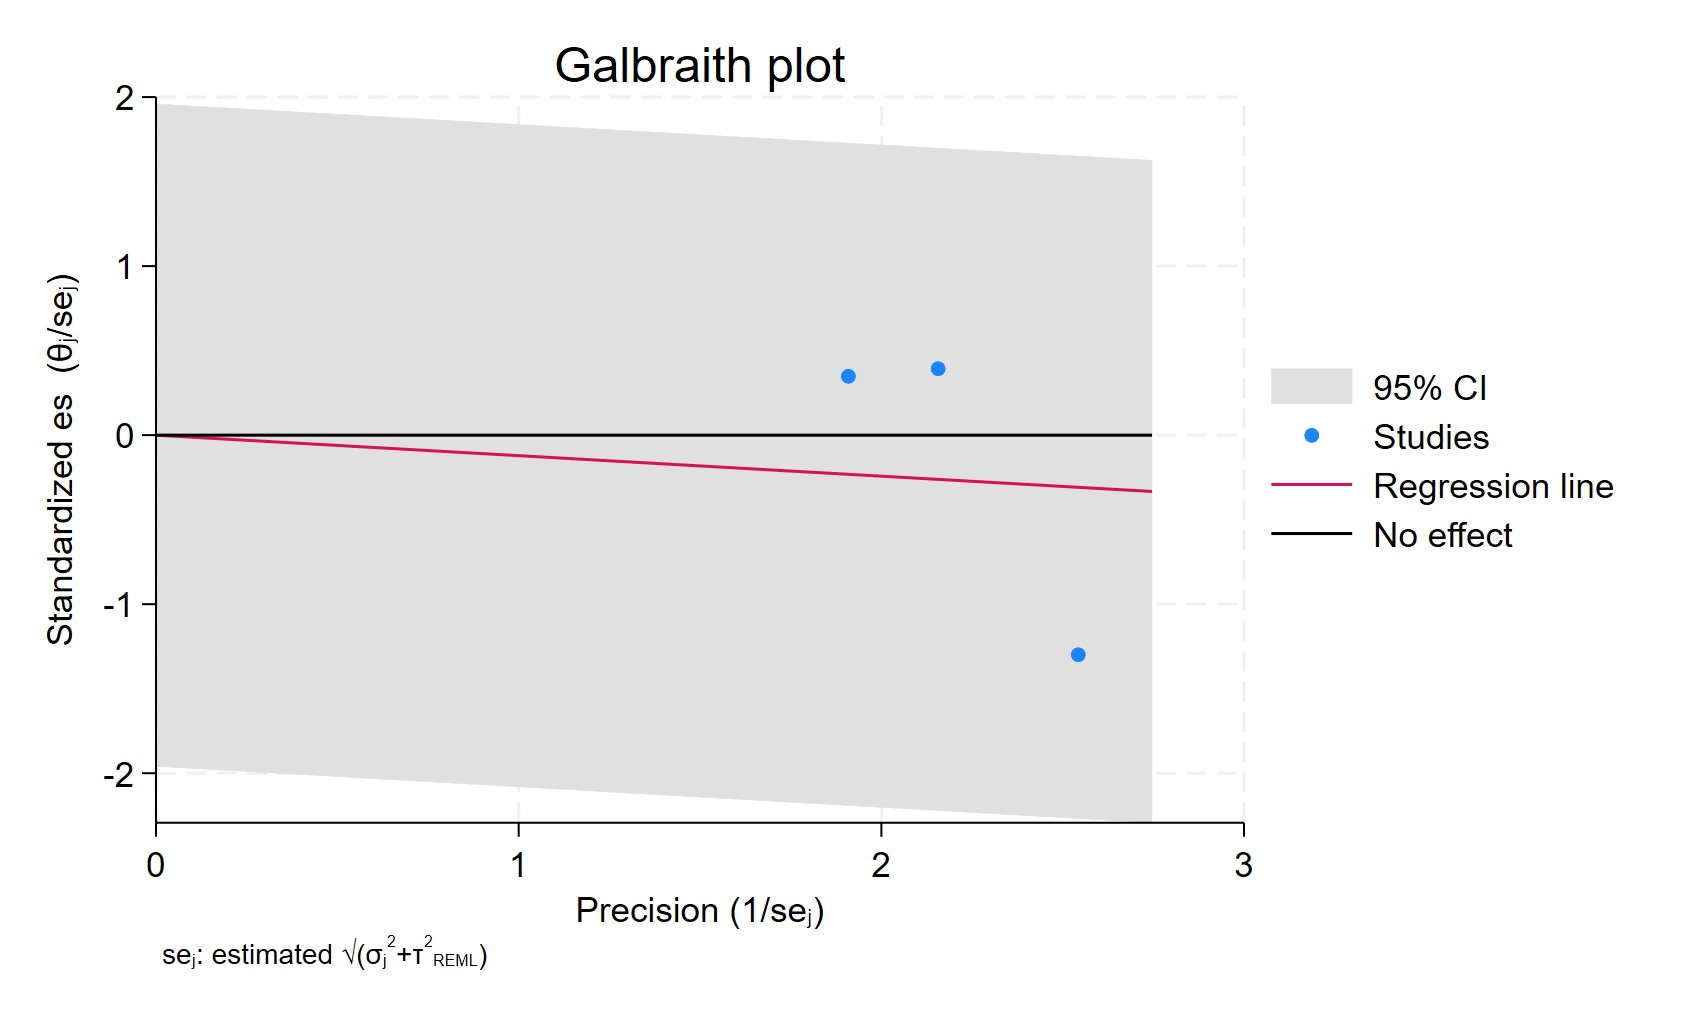 Galbraith plot
2
1
0
-1
-2
Standardized es (θⱼ/seⱼ)
0 1 2 3
Precision (1/seⱼ)
95% CI
Studies
Regression line
No effect
seⱼ: estimated √(σⱼ²+τ²REML)